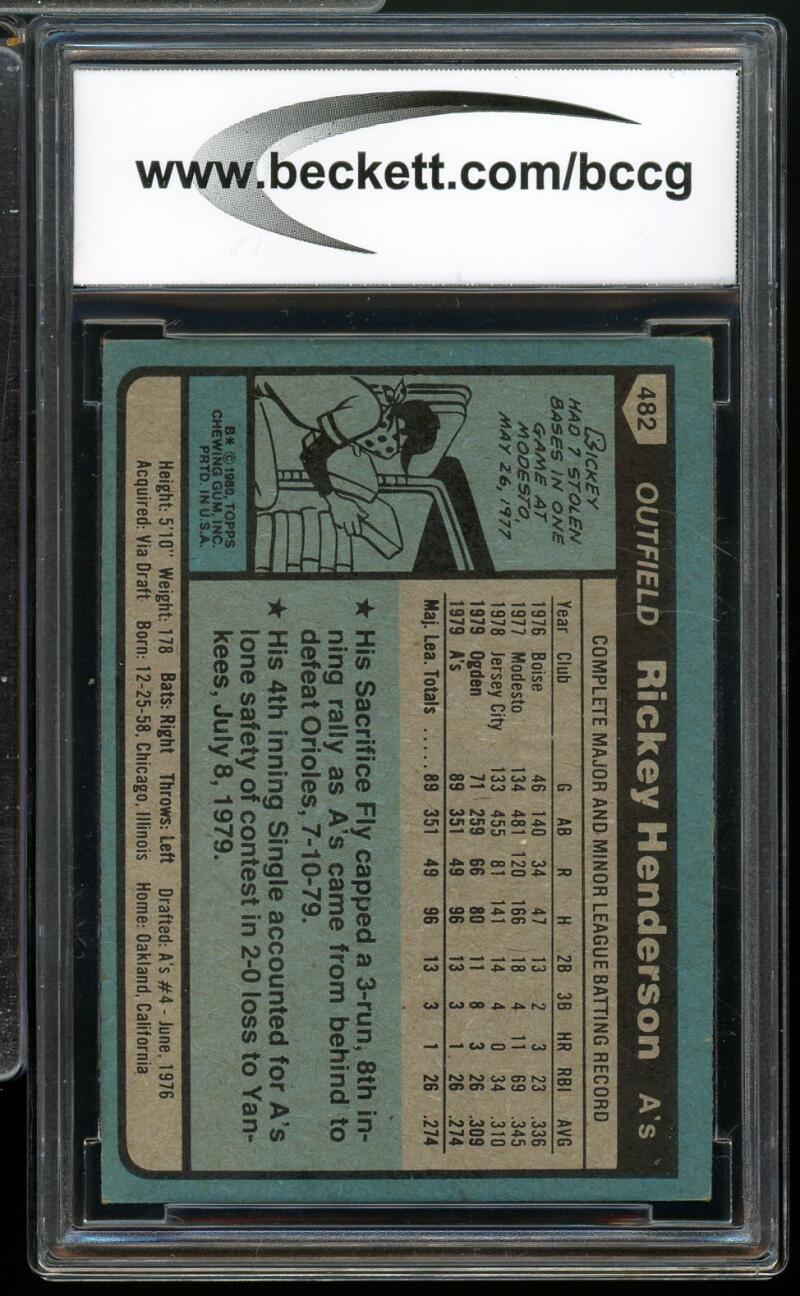 www.beckett.com/bccg
482 OUTFIELD Rickey Henderson A's
RICKEY
HAD 7 STOLEN
BASES IN ONE
GAME AT
MODESTO,
MAY 26, 1977
B* © 1980, TOPPS
CHEWING GUM, INC.
PRTD. IN U.S.A.
COMPLETE MAJOR AND MINOR LEAGUE BATTING RECORD
Year Club G AB R H 2B 3B HR RBI AVG
1976 Boise 46 140 34 47 13 2 3 23 .336
1977 Modesto 134 481 120 166 18 4 11 69 .345
1978 Jersey City 133 455 81 141 14 4 0 34 .310
1979 Ogden 71 259 66 80 11 8 3 26 .309
1979 A's 89 351 49 96 13 3 1 26 .274
Maj. Lea. Totals ..... 89 351 49 96 13 3 1 26 .274
★ His Sacrifice Fly capped a 3-run, 8th in-
ning rally as A's came from behind to
defeat Orioles, 7-10-79.
★ His 4th inning Single accounted for A's
lone safety of contest in 2-0 loss to Yan-
kees, July 8, 1979.
Height: 5'10" Weight: 178 Bats: Right Throws: Left Drafted: A's #4 - June, 1976
Acquired: Via Draft Born: 12-25-58, Chicago, Illinois Home: Oakland, California